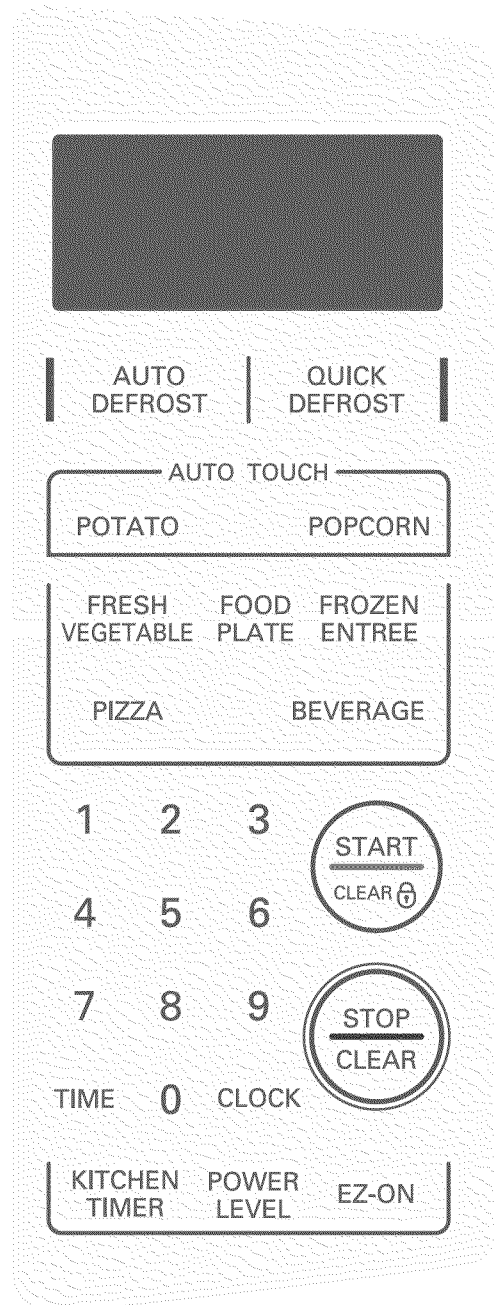 AUTO
DEFROST
QUICK
DEFROST
AUTO TOUCH
POTATO POPCORN
FRESH
VEGETABLE
FOOD
PLATE
FROZEN
ENTREE
PIZZA BEVERAGE
1 2 3
START
CLEAR
4 5 6
7 8 9
STOP
CLEAR
TIME 0 CLOCK
KITCHEN
TIMER
POWER
LEVEL
EZ-ON